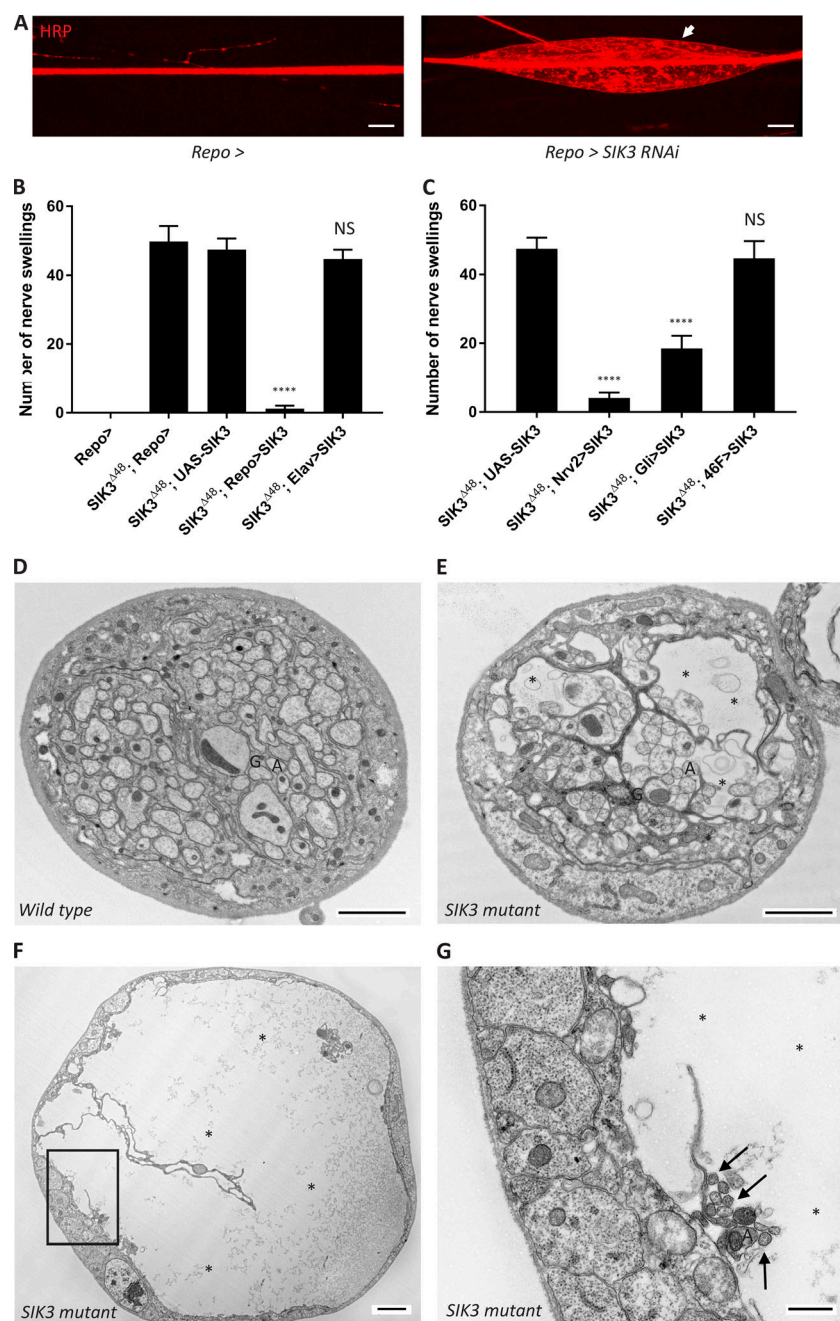 A
HRP
Repo >
Repo > SIK3 RNAi
B
Number of nerve swellings
60
40
20
0
NS
****
Repo>
SIK3Δ48; Repo>
SIK3Δ48; UAS-SIK3
SIK3Δ48; Repo>SIK3
SIK3Δ48; Elav>SIK3
C
Number of nerve swellings
60
40
20
0
NS
****
****
SIK3Δ48; UAS-SIK3
SIK3Δ48; Nrv2>SIK3
SIK3Δ48; Gli>SIK3
SIK3Δ48; 46F>SIK3
D
G A
Wild type
E
* * *
A
*
G
SIK3 mutant
F
*
*
*
*
SIK3 mutant
G
*
*
*
A
SIK3 mutant